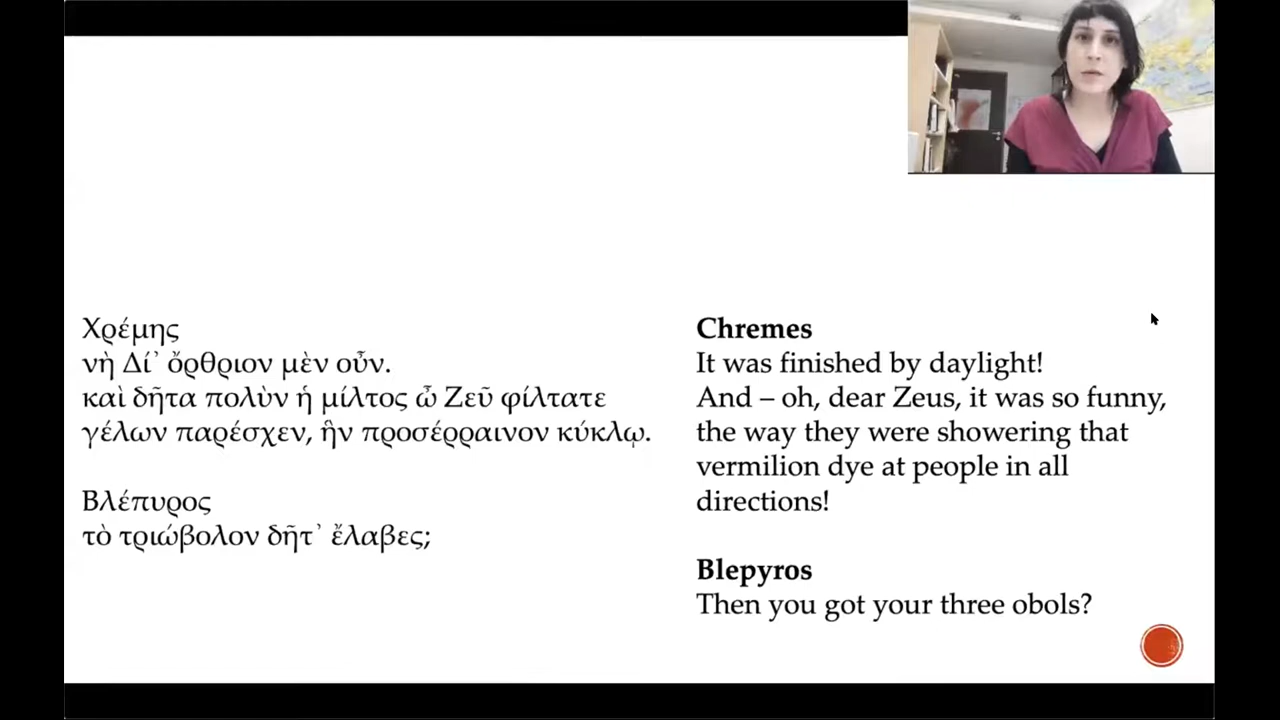 Χρέμης
νὴ Δί᾽ ὄρθριον μὲν οὖν.
καὶ δῆτα πολὺν ἡ μίλτος ὦ Ζεῦ φίλτατε
γέλων παρέσχεν, ἣν προσέρραινον κύκλῳ.
Βλέπυρος
τὸ τριώβολον δῆτ᾽ ἔλαβες;
Chremes
It was finished by daylight!
And – oh, dear Zeus, it was so funny,
the way they were showering that
vermilion dye at people in all
directions!
Blepyros
Then you got your three obols?